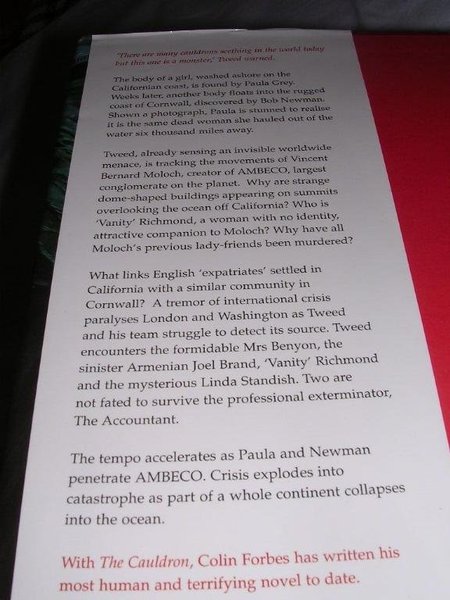 'There are many cauldrons seething in the world today
but this one is a monster,' Tweed warned.
The body of a girl, washed ashore on the
Californian coast, is found by Paula Grey.
Weeks later, another body floats into the rugged
coast of Cornwall, discovered by Bob Newman.
Shown a photograph, Paula is stunned to realise
it is the same dead woman she hauled out of the
water six thousand miles away.
Tweed, already sensing an invisible worldwide
menace, is tracking the movements of Vincent
Bernard Moloch, creator of AMBECO, largest
conglomerate on the planet. Why are strange
dome-shaped buildings appearing on summits
overlooking the ocean off California? Who is
'Vanity' Richmond, a woman with no identity,
attractive companion to Moloch? Why have all
Moloch's previous lady-friends been murdered?
What links English 'expatriates' settled in
California with a similar community in
Cornwall? A tremor of international crisis
paralyses London and Washington as Tweed
and his team struggle to detect its source. Tweed
encounters the formidable Mrs Benyon, the
sinister Armenian Joel Brand, 'Vanity' Richmond
and the mysterious Linda Standish. Two are
not fated to survive the professional exterminator,
The Accountant.
The tempo accelerates as Paula and Newman
penetrate AMBECO. Crisis explodes into
catastrophe as part of a whole continent collapses
into the ocean.
With The Cauldron, Colin Forbes has written his
most human and terrifying novel to date.